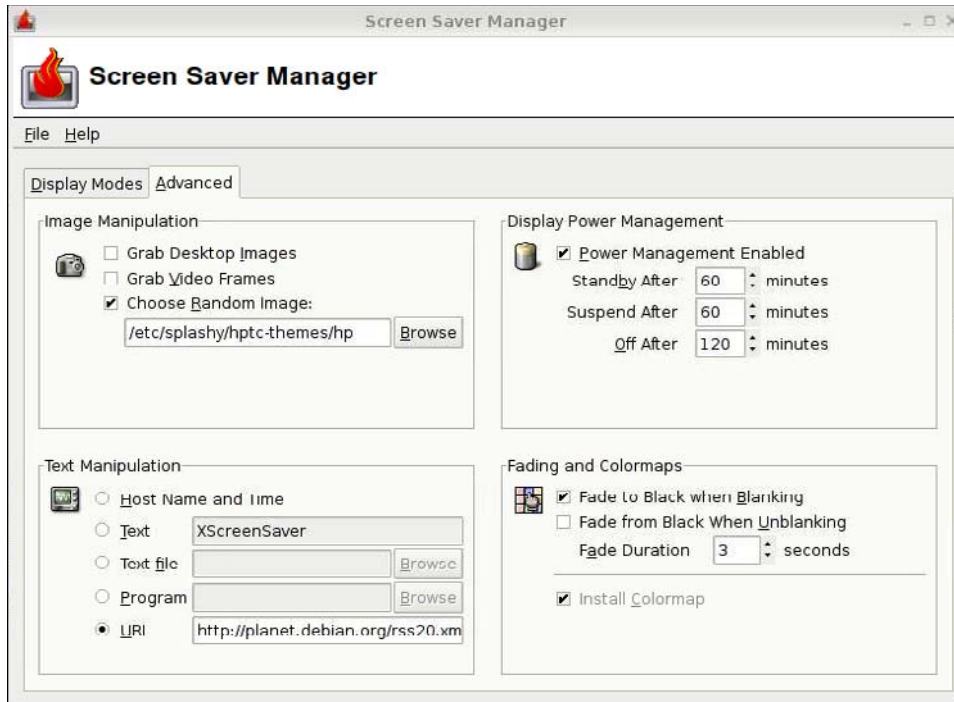 Screen Saver Manager
Screen Saver Manager
File Help
Display Modes Advanced
Image Manipulation
Grab Desktop Images
Grab Video Frames
Choose Random Image:
/etc/splashy/hptc-themes/hp Browse
Display Power Management
Power Management Enabled
Standby After 60 minutes
Suspend After 60 minutes
Off After 120 minutes
Text Manipulation
Host Name and Time
Text XScreenSaver
Text file Browse
Program Browse
URL http://planet.debian.org/rss20.xm
Fading and Colormaps
Fade to Black when Blanking
Fade from Black When Unblanking
Fade Duration 3 seconds
Install Colormap